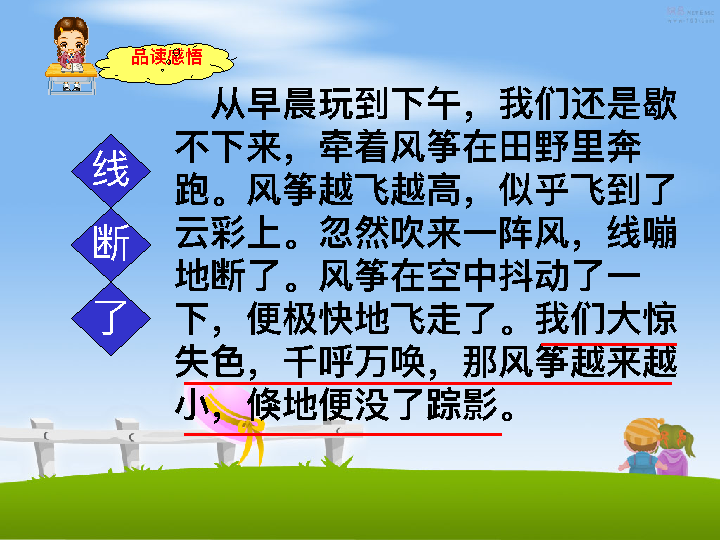 品读感悟
线
断
了
从早晨玩到下午，我们还是歇
不下来，牵着风筝在田野里奔
跑。风筝越飞越高，似乎飞到了
云彩上。忽然吹来一阵风，线嘣
地断了。风筝在空中抖动了一
下，便极快地飞走了。我们大惊
失色，千呼万唤，那风筝越来越
小，倏地便没了踪影。